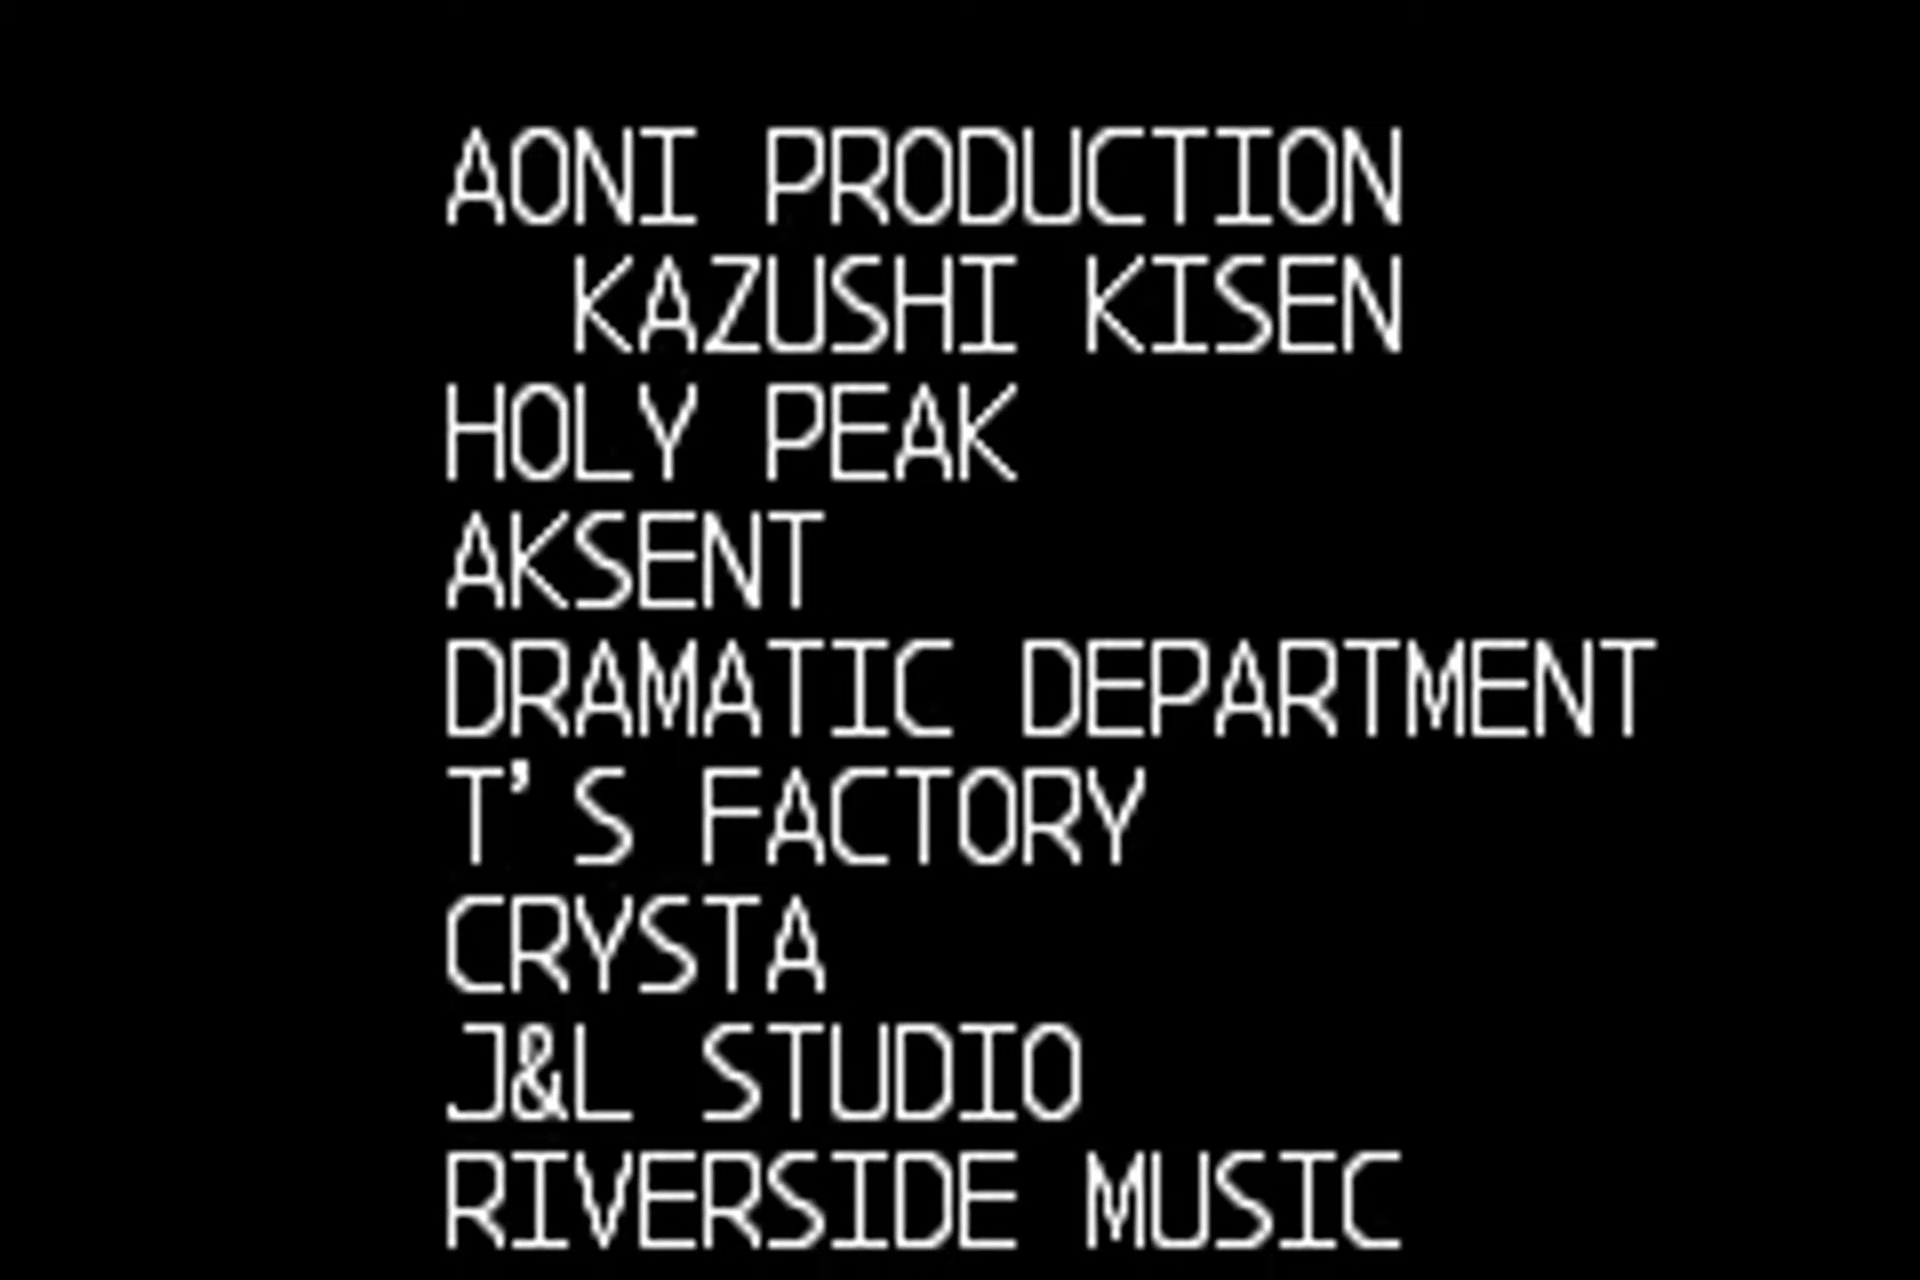 AONI PRODUCTION
KAZUSHI KISEN
HOLY PEAK
AKSENT
DRAMATIC DEPARTMENT
T'S FACTORY
CRYSTA
J&L STUDIO
RIVERSIDE MUSIC